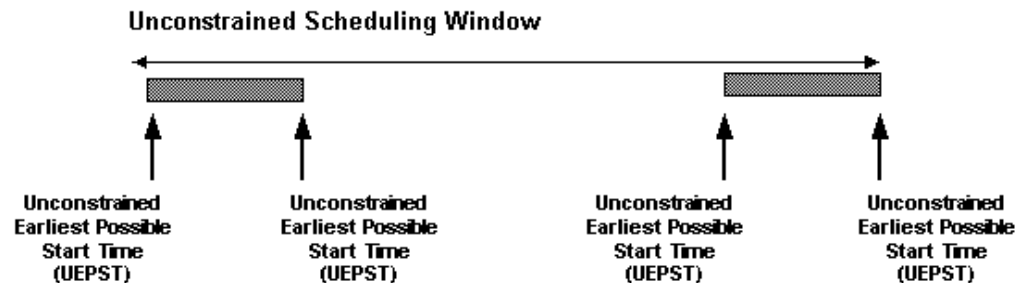 Unconstrained Scheduling Window
Unconstrained
Earliest Possible
Start Time
(UEPST)
Unconstrained
Earliest Possible
Start Time
(UEPST)
Unconstrained
Earliest Possible
Start Time
(UEPST)
Unconstrained
Earliest Possible
Start Time
(UEPST)